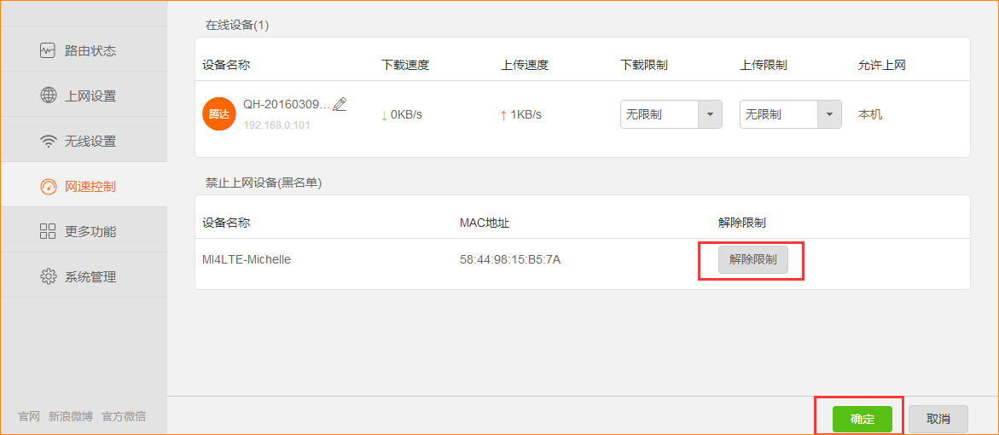 在线设备(1)
设备名称 下载速度 上传速度 下载限制 上传限制 允许上网
腾达 QH-20160309... ↓0KB/s ↑1KB/s 无限制 无限制 本机
192.168.0.101
禁止上网设备(黑名单)
设备名称 MAC地址 解除限制
MI4LTE-Michelle 58:44:98:15:B5:7A 解除限制
路由状态
上网设置
无线设置
网速控制
更多功能
系统管理
官网 新浪微博 官方微信
确定 取消